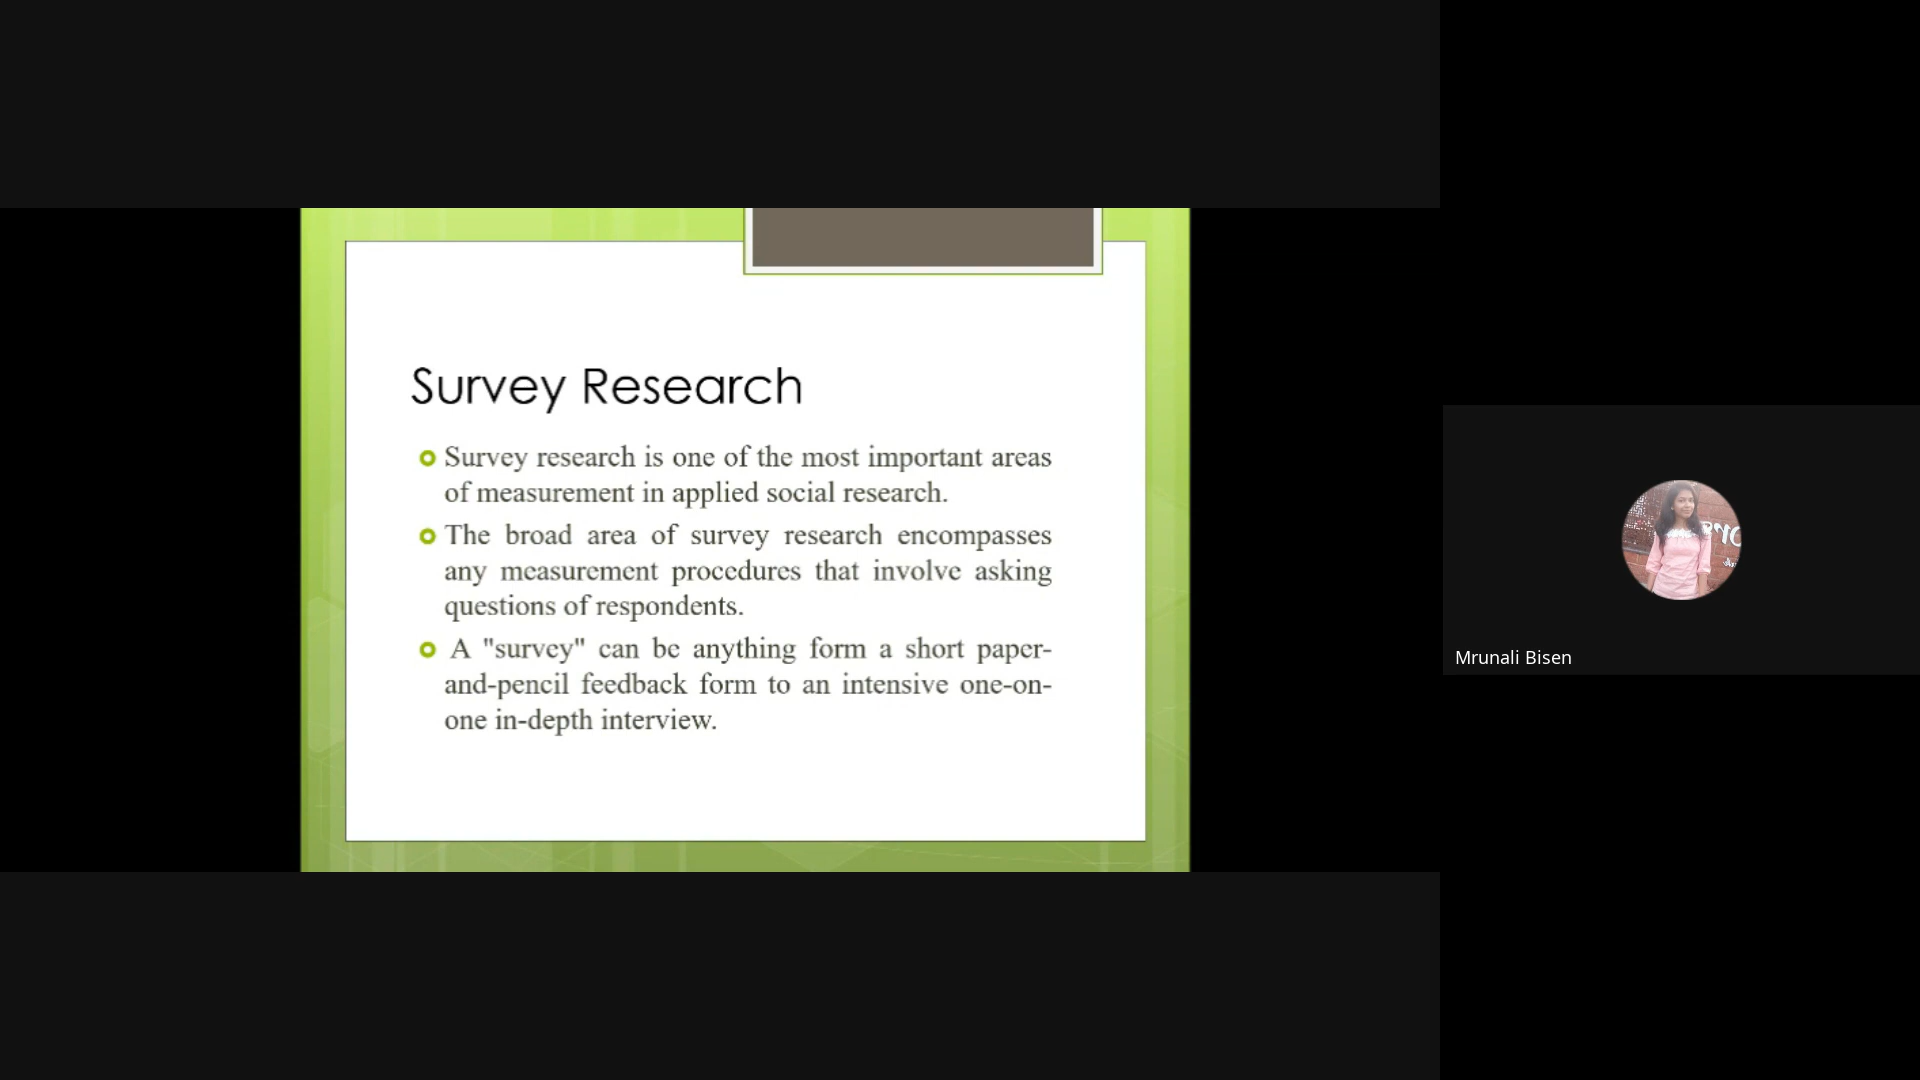 Survey Research
Survey research is one of the most important areas
of measurement in applied social research.
The broad area of survey research encompasses
any measurement procedures that involve asking
questions of respondents.
A "survey" can be anything form a short paper-
and-pencil feedback form to an intensive one-on-
one in-depth interview.
Mrunali Bisen